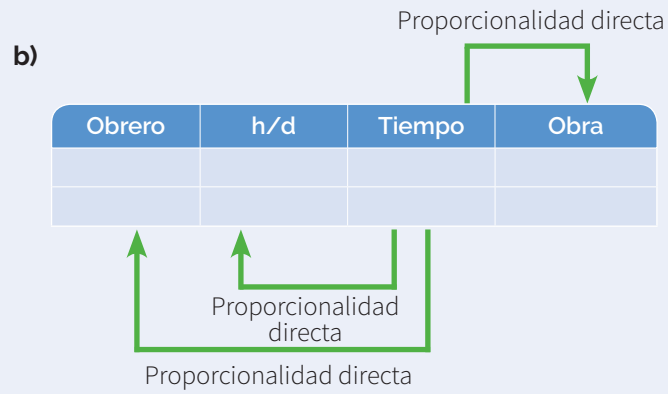 Proporcionalidad directa
b)
Obrero h/d Tiempo Obra
Proporcionalidad
directa
Proporcionalidad directa